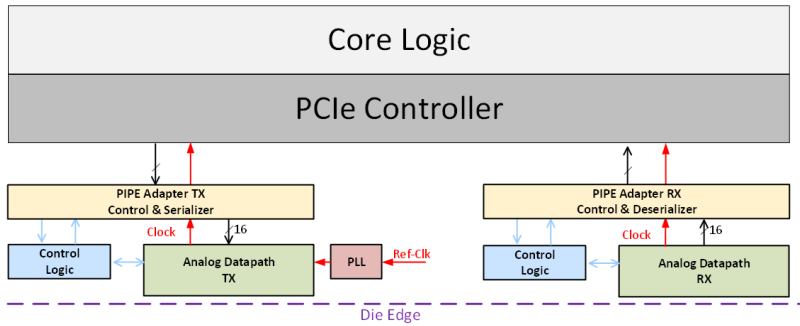 Core Logic
PCIe Controller
PIPE Adapter TX
Control & Serializer
PIPE Adapter RX
Control & Deserializer
Clock
16
Clock
16
Control
Logic
Analog Datapath
TX
PLL
Ref-Clk
Control
Logic
Analog Datapath
RX
Die Edge